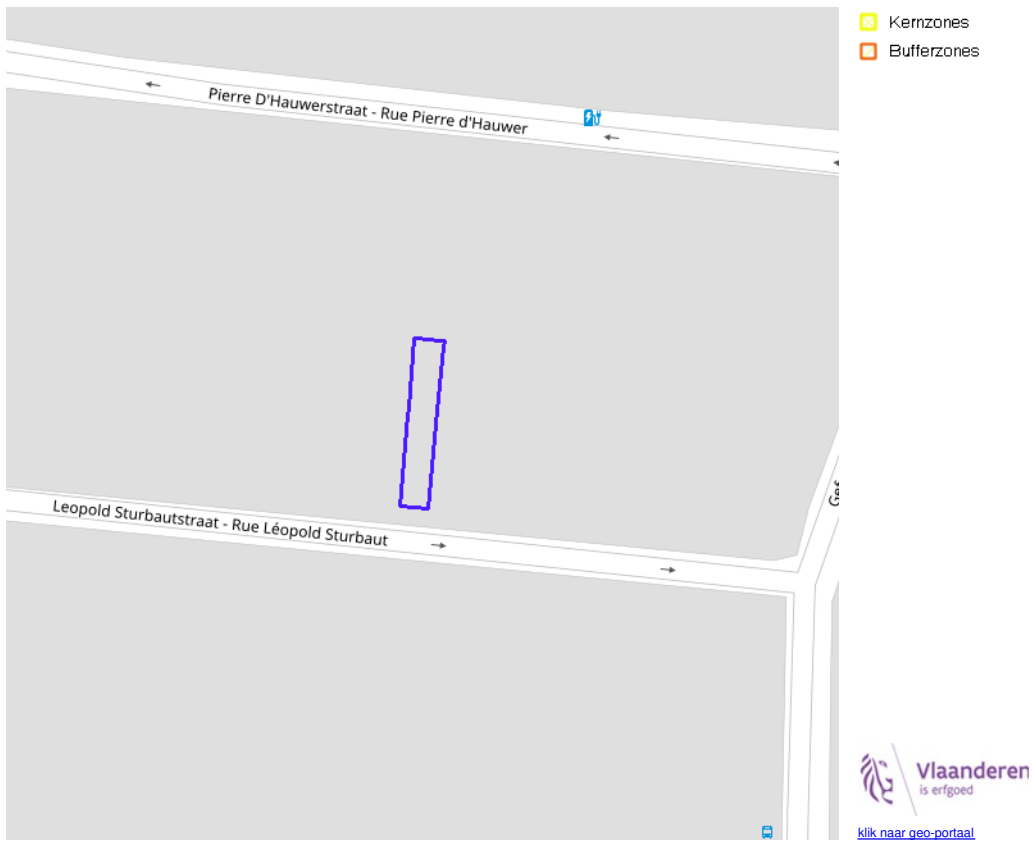 Kernzones
Bufferzones
Pierre D'Hauwerstraat - Rue Pierre d'Hauwer
Leopold Sturbautstraat - Rue Léopold Sturbaut
Ges
Vlaanderen
is erfgoed
klik naar geo-portaal